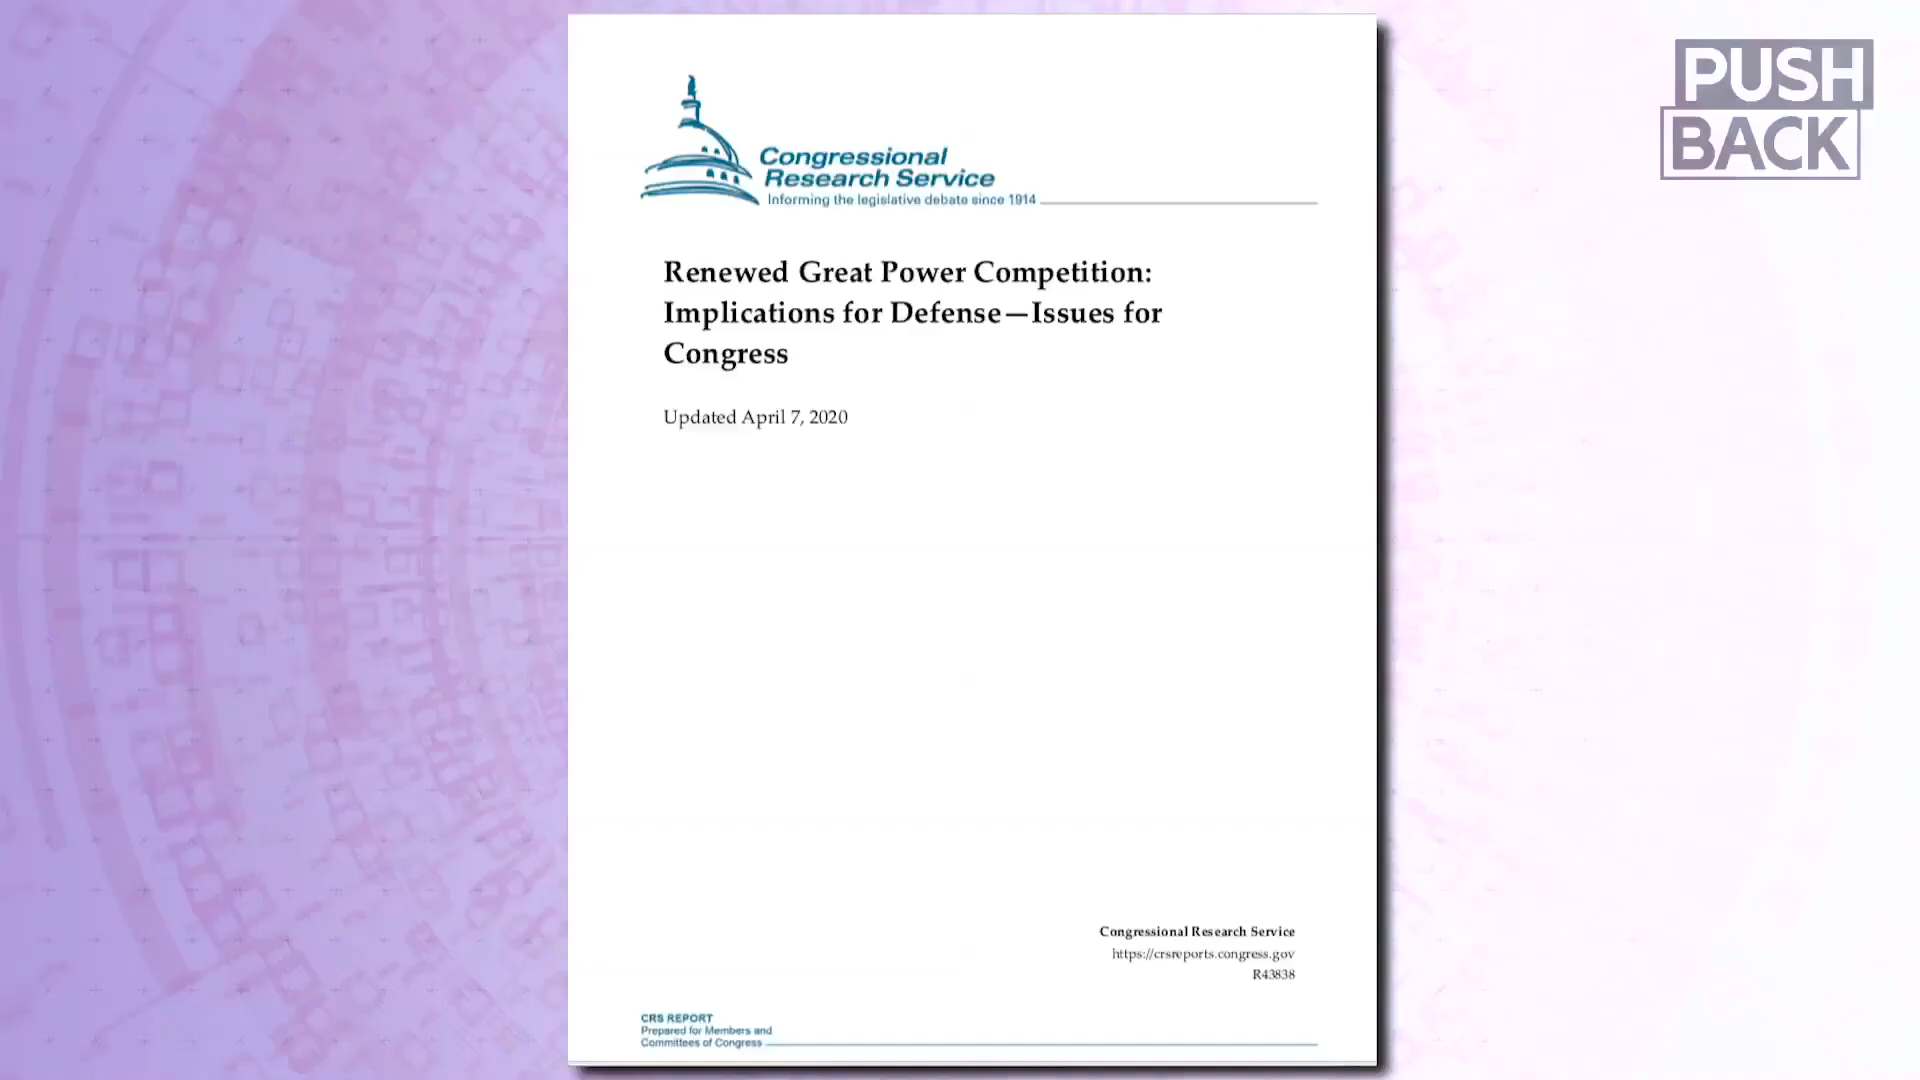 PUSH
BACK
Congressional
Research Service
Informing the legislative debate since 1914
Renewed Great Power Competition:
Implications for Defense—Issues for
Congress
Updated April 7, 2020
Congressional Research Service
https://crsreports.congress.gov
R43838
CRS REPORT
Prepared for Members and
Committees of Congress